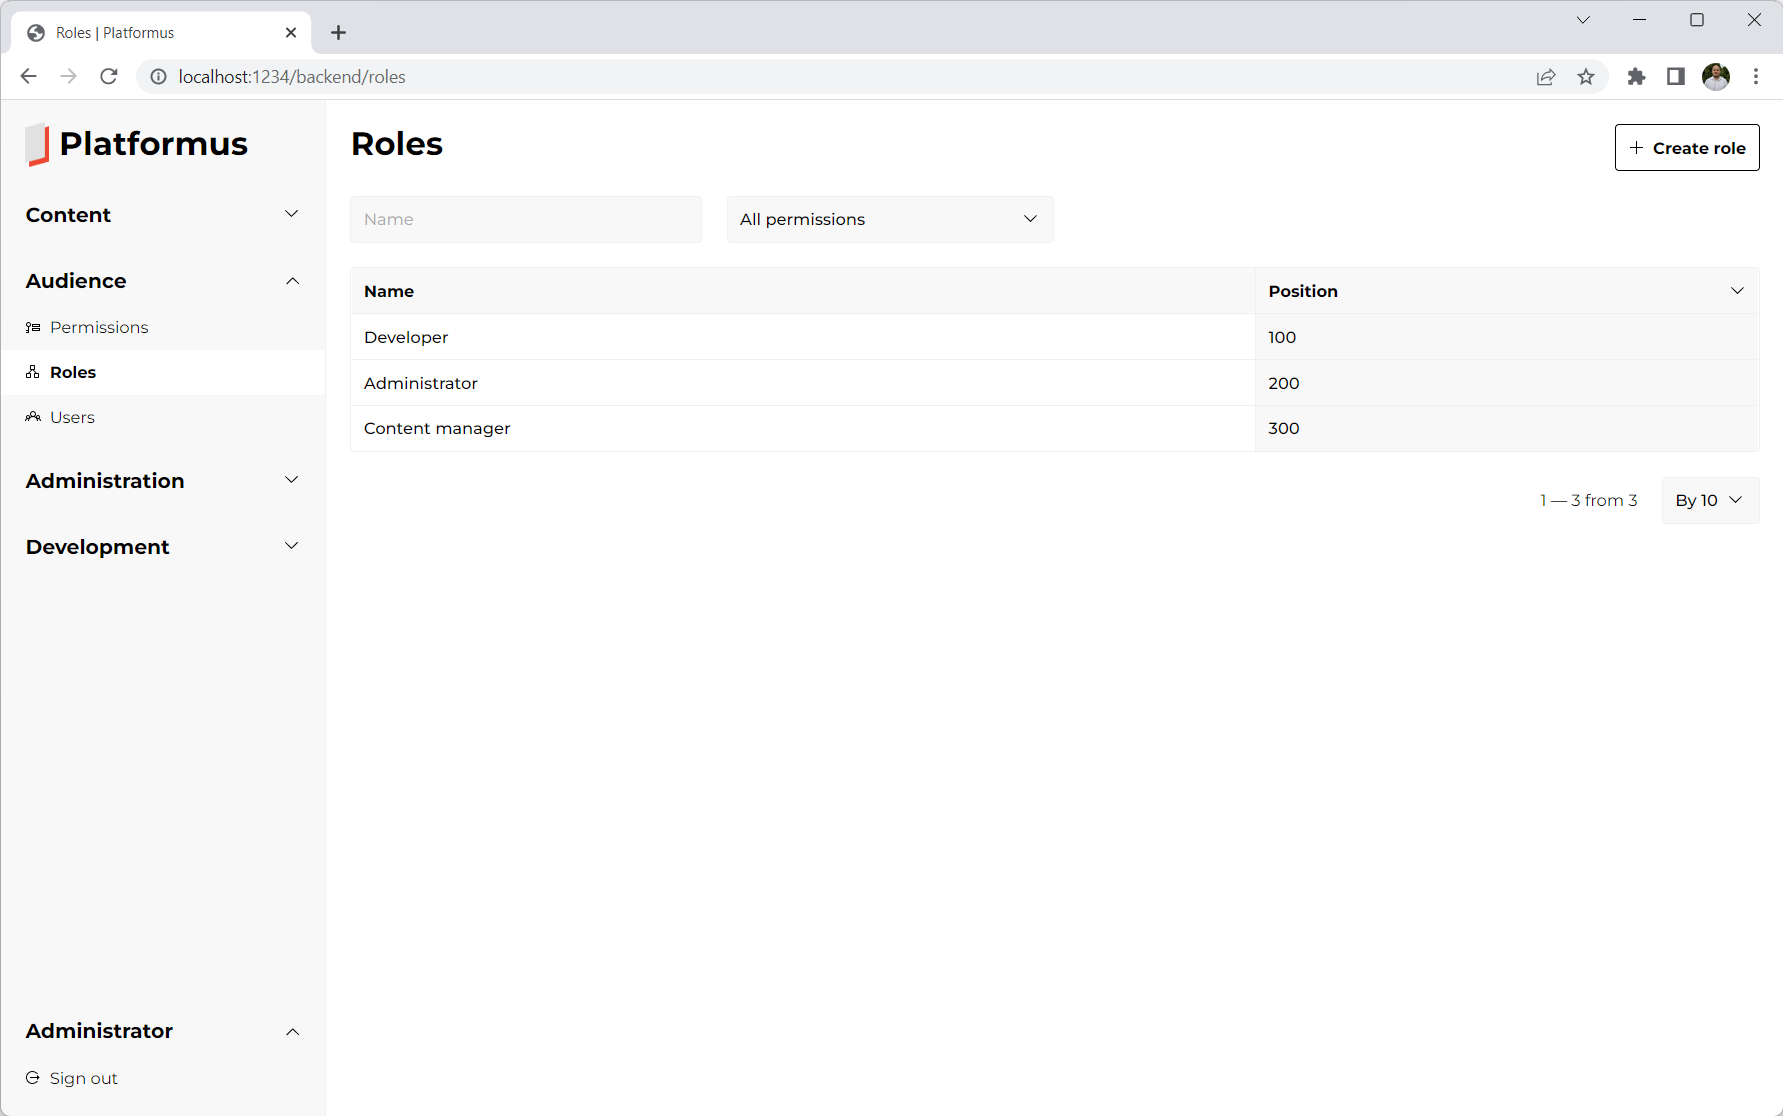 Roles | Platformus
localhost:1234/backend/roles
Platformus
Content
Audience
Permissions
Roles
Users
Administration
Development
Administrator
Sign out
Roles
Create role
Name
All permissions
Name Position
Developer 100
Administrator 200
Content manager 300
1 — 3 from 3
By 10